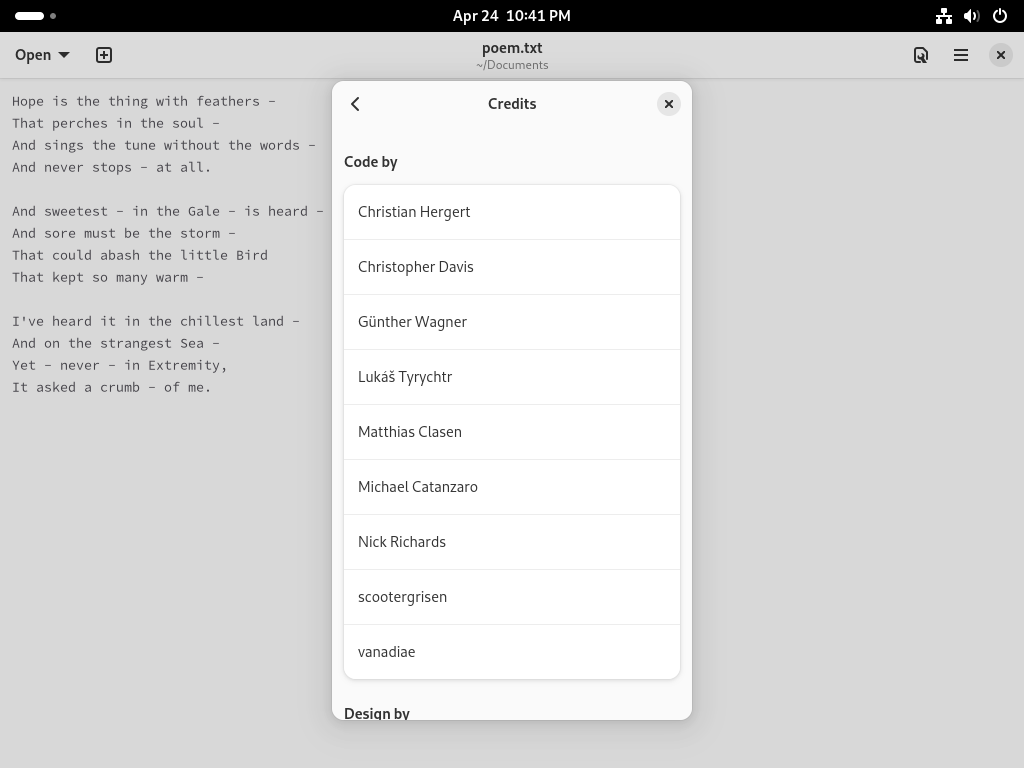 Apr 24 10:41 PM
Open
poem.txt
~/Documents
Hope is the thing with feathers –
That perches in the soul –
And sings the tune without the words –
And never stops – at all.
And sweetest – in the Gale – is heard –
And sore must be the storm –
That could abash the little Bird
That kept so many warm –
I've heard it in the chillest land –
And on the strangest Sea –
Yet – never – in Extremity,
It asked a crumb – of me.
Credits
Code by
Christian Hergert
Christopher Davis
Günther Wagner
Lukáš Tyrychtr
Matthias Clasen
Michael Catanzaro
Nick Richards
scootergrisen
vanadiae
Design by